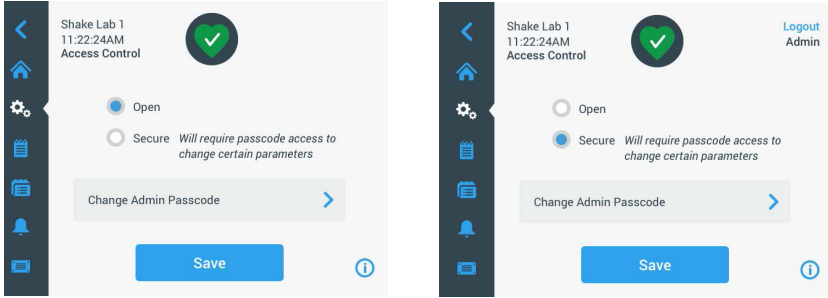 Shake Lab 1
11:22:24AM
Access Control
Open
Secure Will require passcode access to
change certain parameters
Change Admin Passcode
Save
Shake Lab 1
11:22:24AM
Access Control
Logout
Admin
Open
Secure Will require passcode access to
change certain parameters
Change Admin Passcode
Save